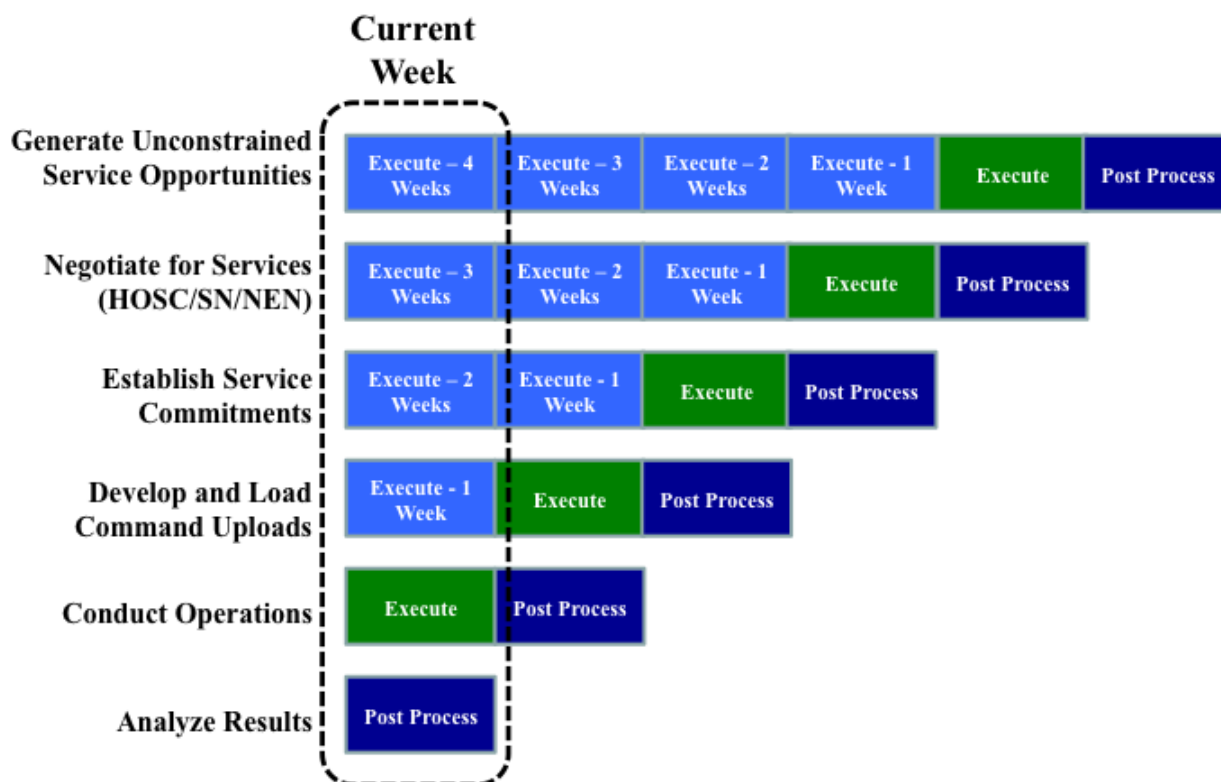 Current
Week
Generate Unconstrained
Service Opportunities
Execute – 4
Weeks
Execute – 3
Weeks
Execute – 2
Weeks
Execute - 1
Week
Execute
Post Process
Negotiate for Services
(HOSC/SN/NEN)
Execute – 3
Weeks
Execute – 2
Weeks
Execute - 1
Week
Execute
Post Process
Establish Service
Commitments
Execute – 2
Weeks
Execute - 1
Week
Execute
Post Process
Develop and Load
Command Uploads
Execute - 1
Week
Execute
Post Process
Conduct Operations
Execute
Post Process
Analyze Results
Post Process